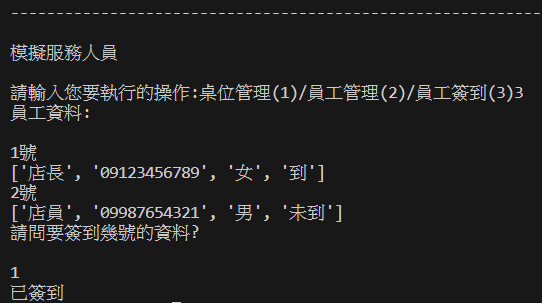 ------------------------------------------------------------
模擬服務人員
請輸入您要執行的操作:桌位管理(1)/員工管理(2)/員工簽到(3)3
員工資料:
1號
['店長', '09123456789', '女', '到']
2號
['店員', '09987654321', '男', '未到']
請問要簽到幾號的資料?
1
已簽到